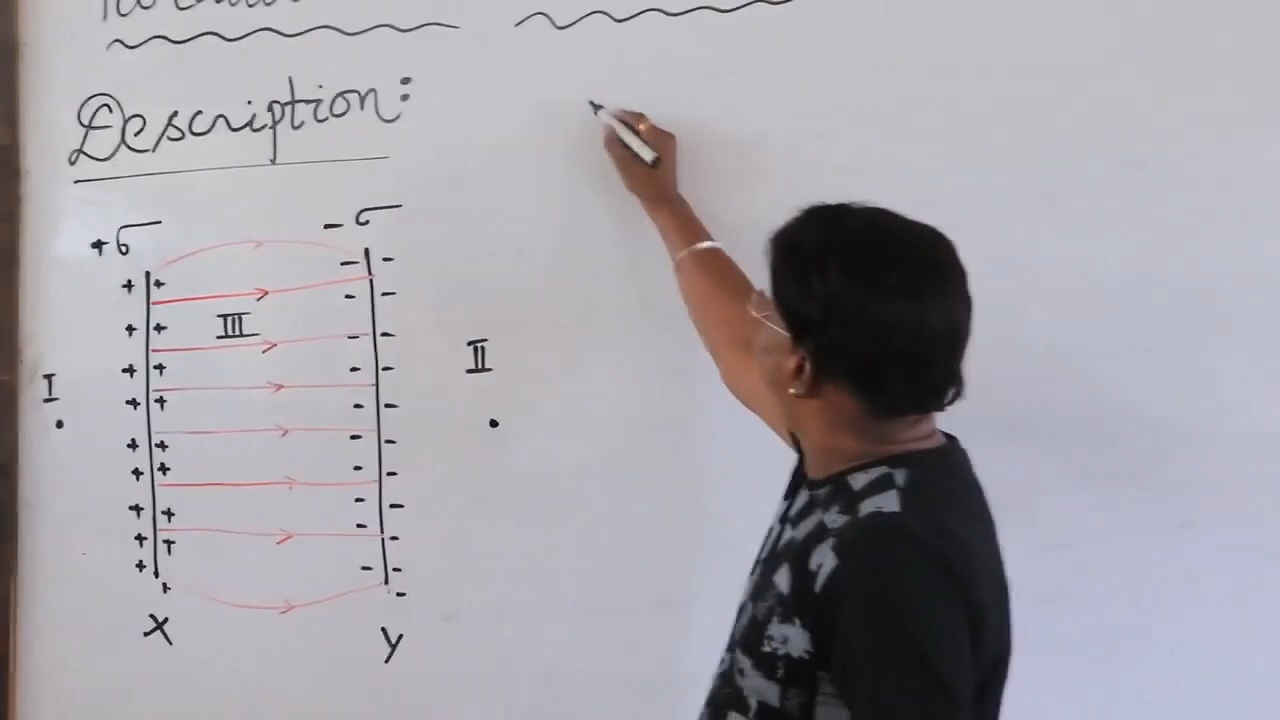 Description:
+σ -σ
III
II
I
X Y